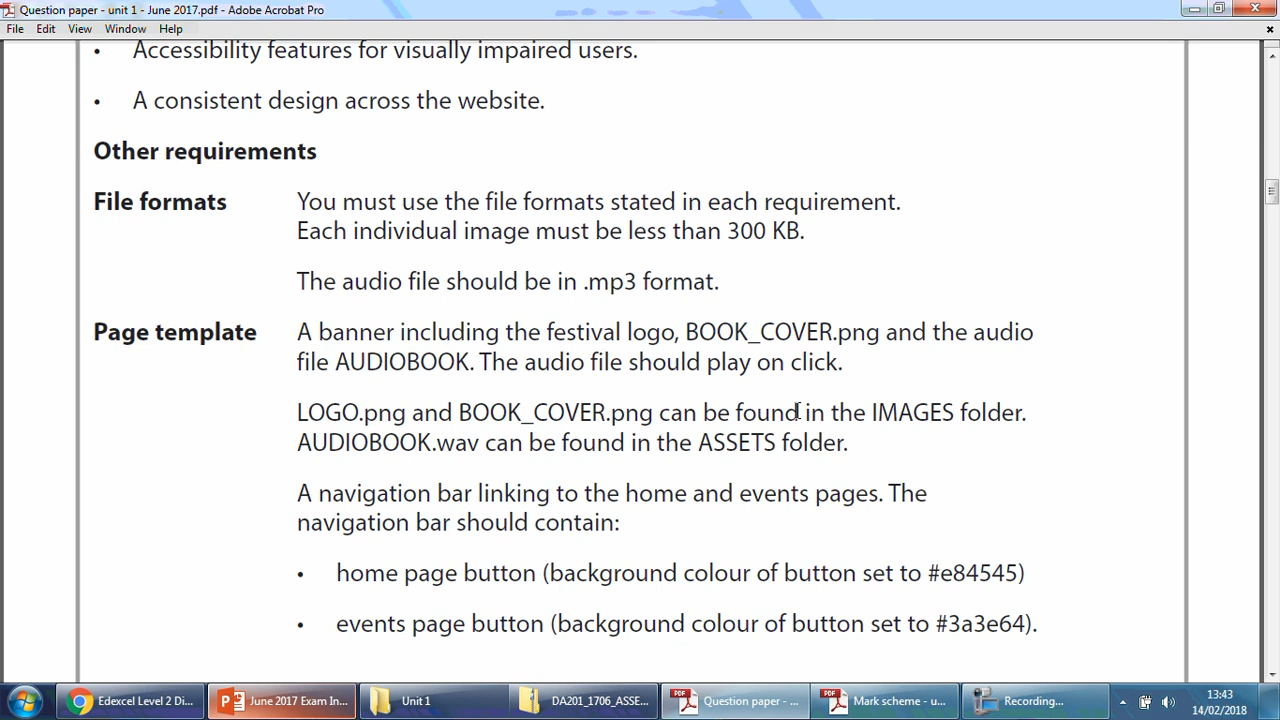 Question paper - unit 1 - June 2017.pdf - Adobe Acrobat Pro
File Edit View Window Help
• Accessibility features for visually impaired users.
• A consistent design across the website.
Other requirements
File formats You must use the file formats stated in each requirement.
Each individual image must be less than 300 KB.
The audio file should be in .mp3 format.
Page template A banner including the festival logo, BOOK_COVER.png and the audio
file AUDIOBOOK. The audio file should play on click.
LOGO.png and BOOK_COVER.png can be found in the IMAGES folder.
AUDIOBOOK.wav can be found in the ASSETS folder.
A navigation bar linking to the home and events pages. The
navigation bar should contain:
• home page button (background colour of button set to #e84545)
• events page button (background colour of button set to #3a3e64).
Edexcel Level 2 Di... June 2017 Exam In... Unit 1 DA201_1706_ASSE... Question paper - ... Mark scheme - u... Recording... 13:43
14/02/2018